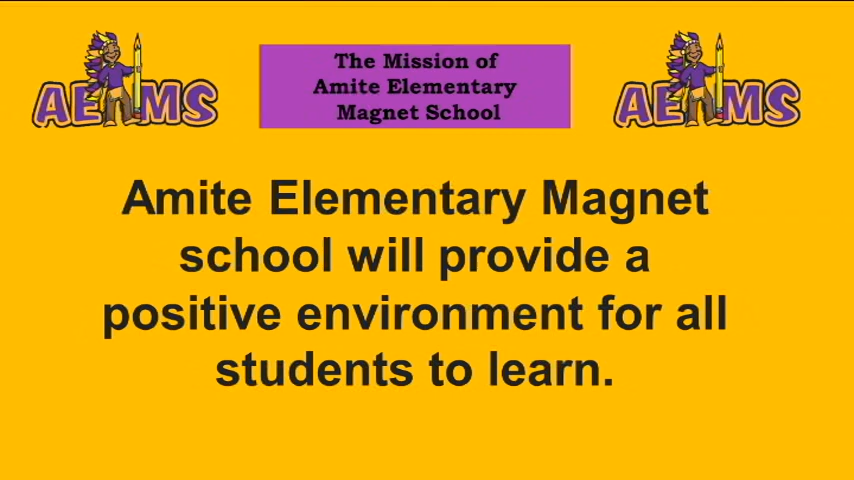 AEMS
The Mission of
Amite Elementary
Magnet School
AEMS
Amite Elementary Magnet
school will provide a
positive environment for all
students to learn.